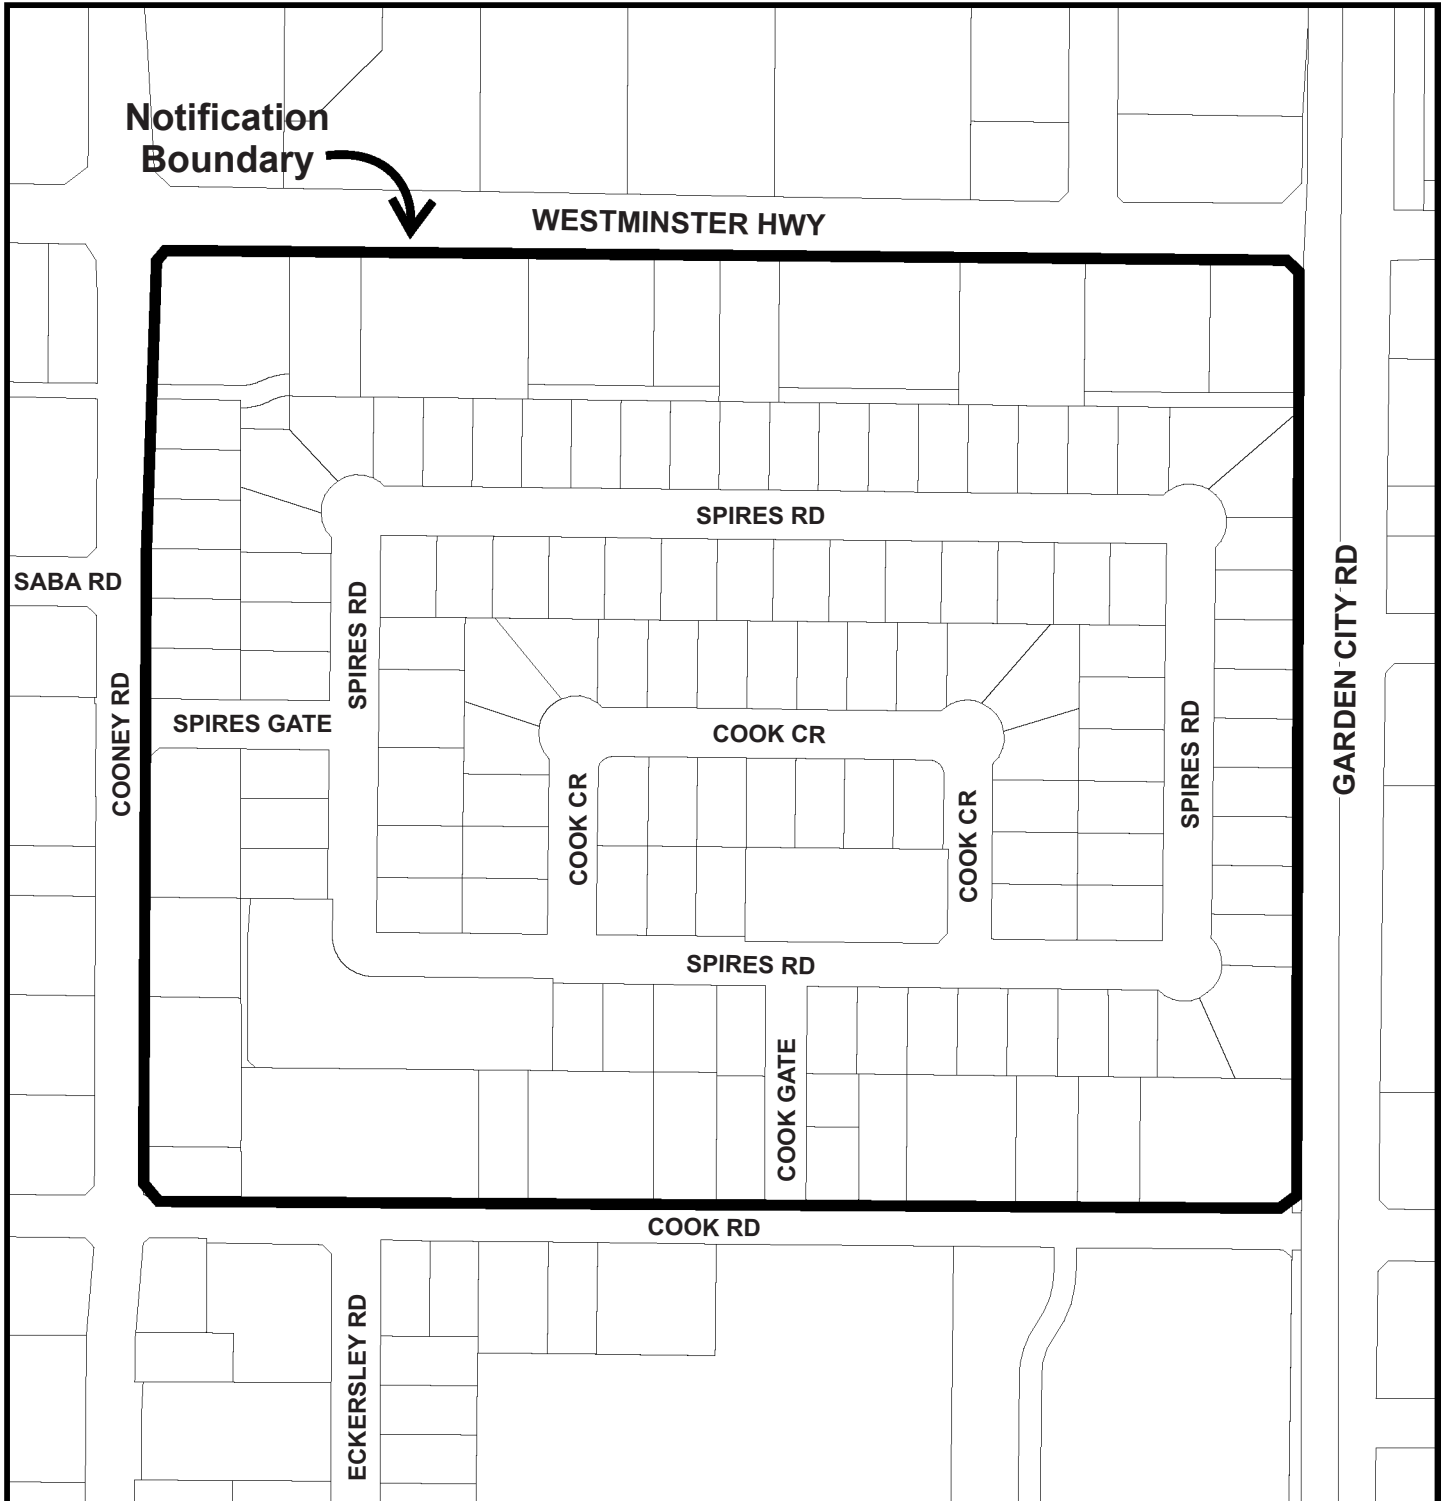 Notification
Boundary
WESTMINSTER HWY
SPIRES RD
SABA RD
SPIRES RD
GARDEN CITY RD
COONEY RD
SPIRES GATE
COOK CR
SPIRES RD
COOK CR
COOK CR
SPIRES RD
COOK GATE
COOK RD
ECKERSLEY RD